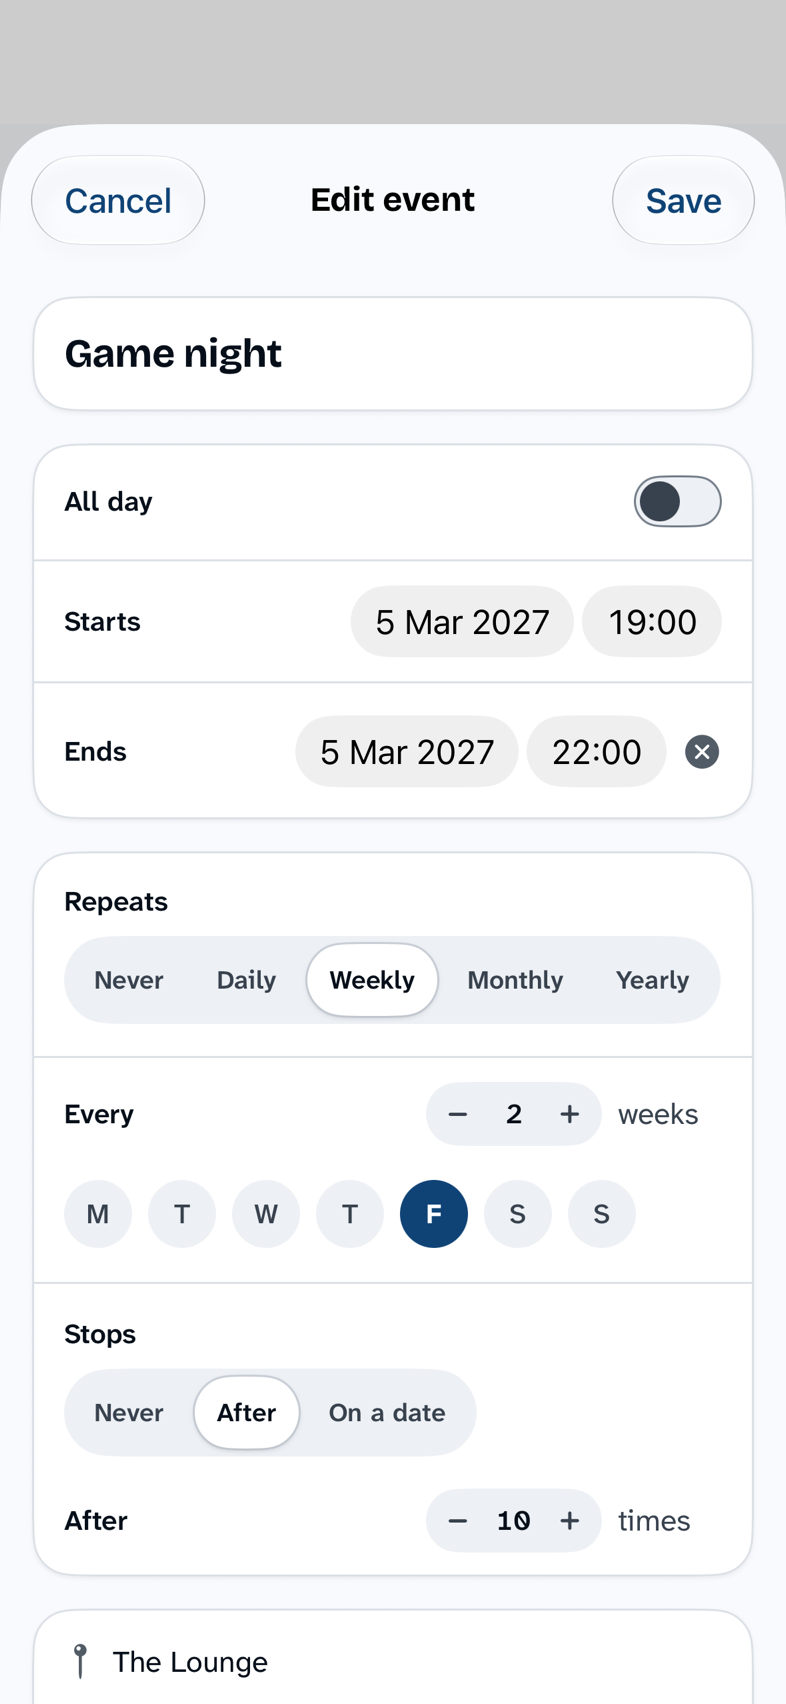 Cancel Edit event Save
Game night
All day
Starts 5 Mar 2027 19:00
Ends 5 Mar 2027 22:00
Repeats
Never Daily Weekly Monthly Yearly
Every − 2 + weeks
M T W T F S S
Stops
Never After On a date
After − 10 + times
The Lounge